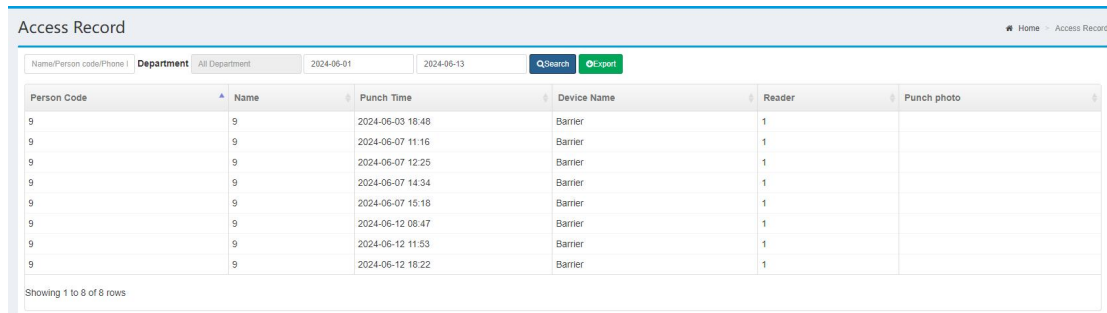 Access Record
Home > Access Record
Name/Person code/Phone Department All Department 2024-06-01 2024-06-13 Search Export
Person Code Name Punch Time Device Name Reader Punch photo
9 9 2024-06-03 18:48 Barrier 1
9 9 2024-06-07 11:16 Barrier 1
9 9 2024-06-07 12:25 Barrier 1
9 9 2024-06-07 14:34 Barrier 1
9 9 2024-06-07 15:18 Barrier 1
9 9 2024-06-12 08:47 Barrier 1
9 9 2024-06-12 11:53 Barrier 1
9 9 2024-06-12 18:22 Barrier 1
Showing 1 to 8 of 8 rows